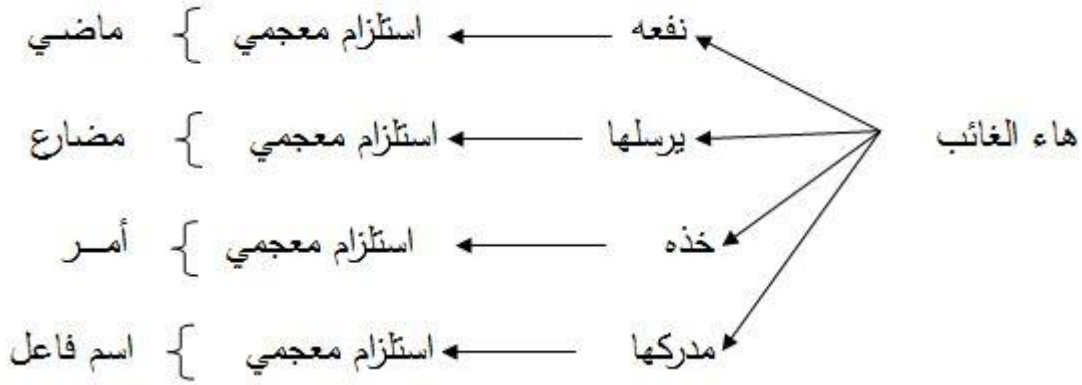 نفعه استلزام معجمي ماضي
هاء الغائب يرسلها استلزام معجمي مضارع
خذه استلزام معجمي أمر
مدركها استلزام معجمي اسم فاعل